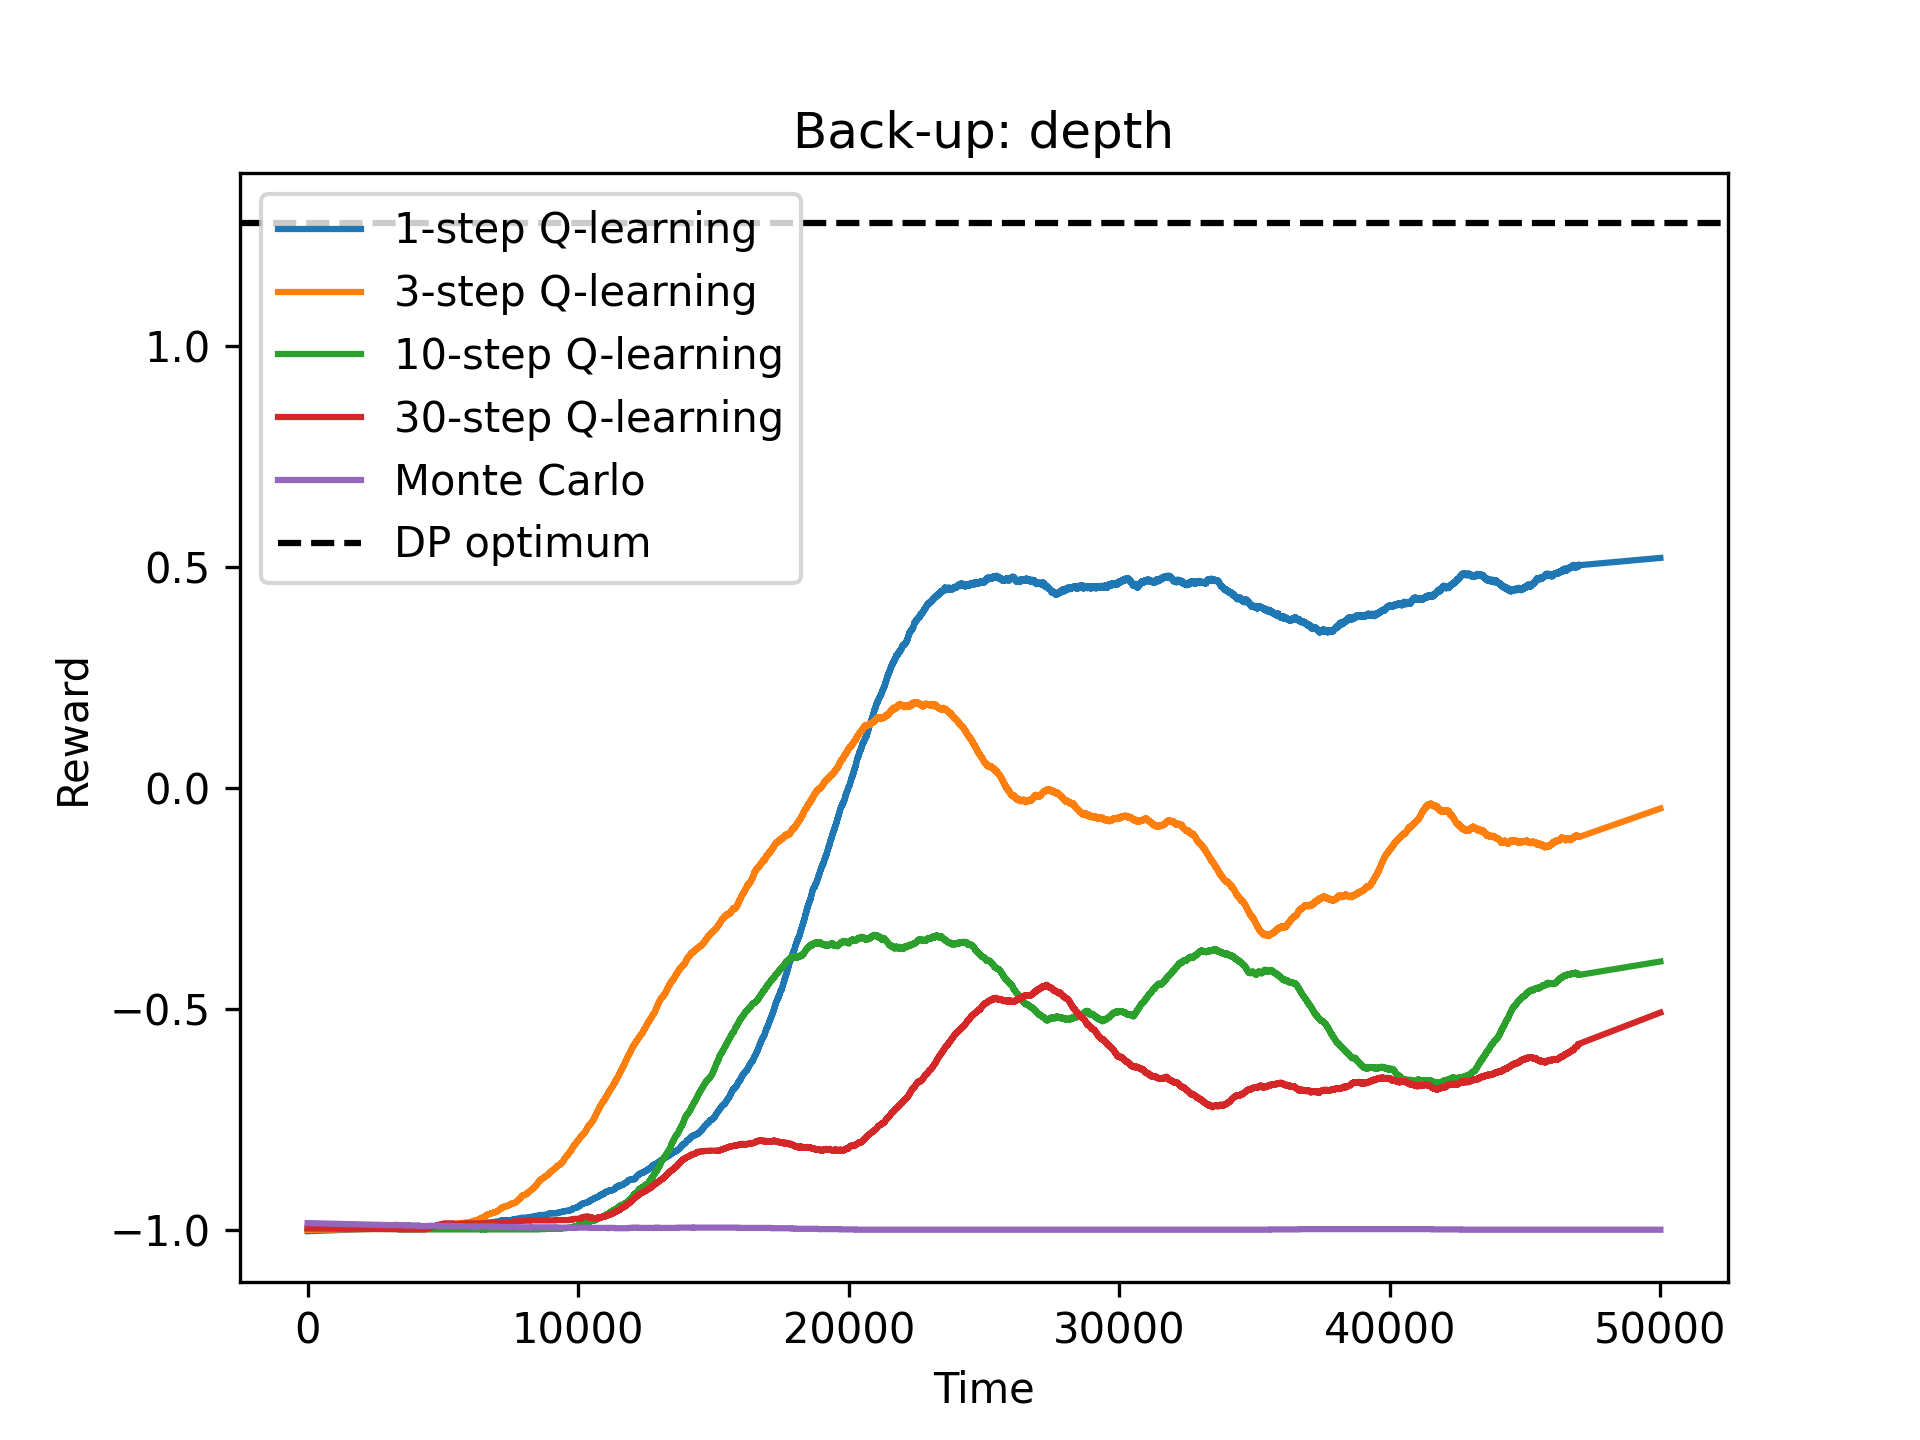 Back-up: depth
1-step Q-learning
3-step Q-learning
10-step Q-learning
30-step Q-learning
Monte Carlo
DP optimum
Reward
1.0
0.5
0.0
−0.5
−1.0
0 10000 20000 30000 40000 50000
Time